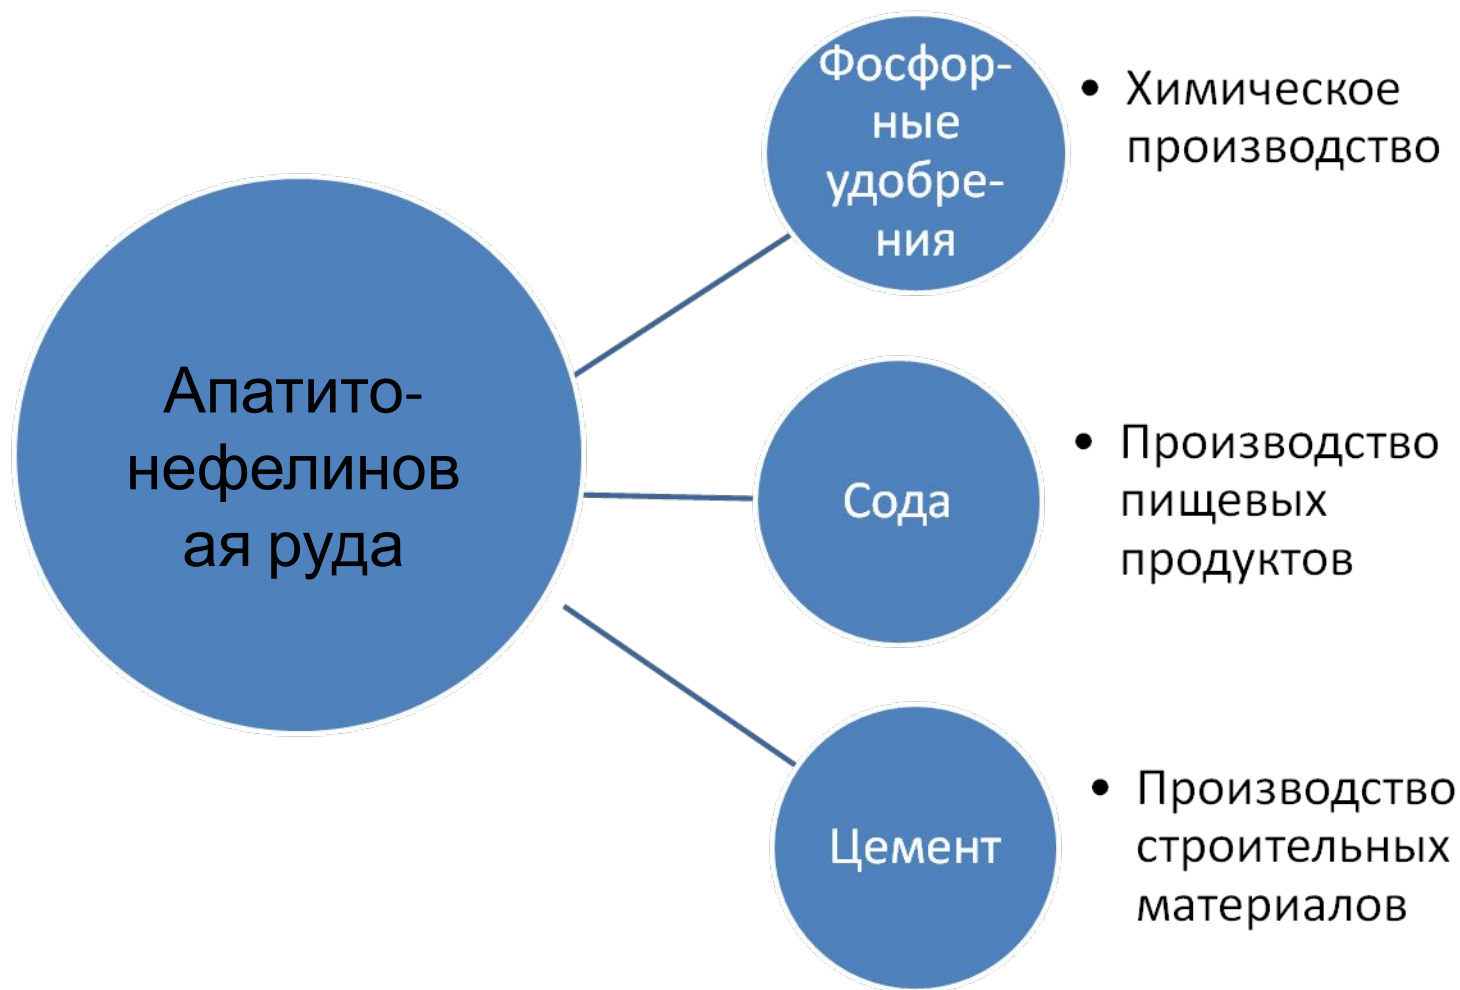 Апатито-
нефелинов
ая руда
Фосфор-
ные
удобре-
ния
• Химическое
производство
Сода
• Производство
пищевых
продуктов
Цемент
• Производство
строительных
материалов